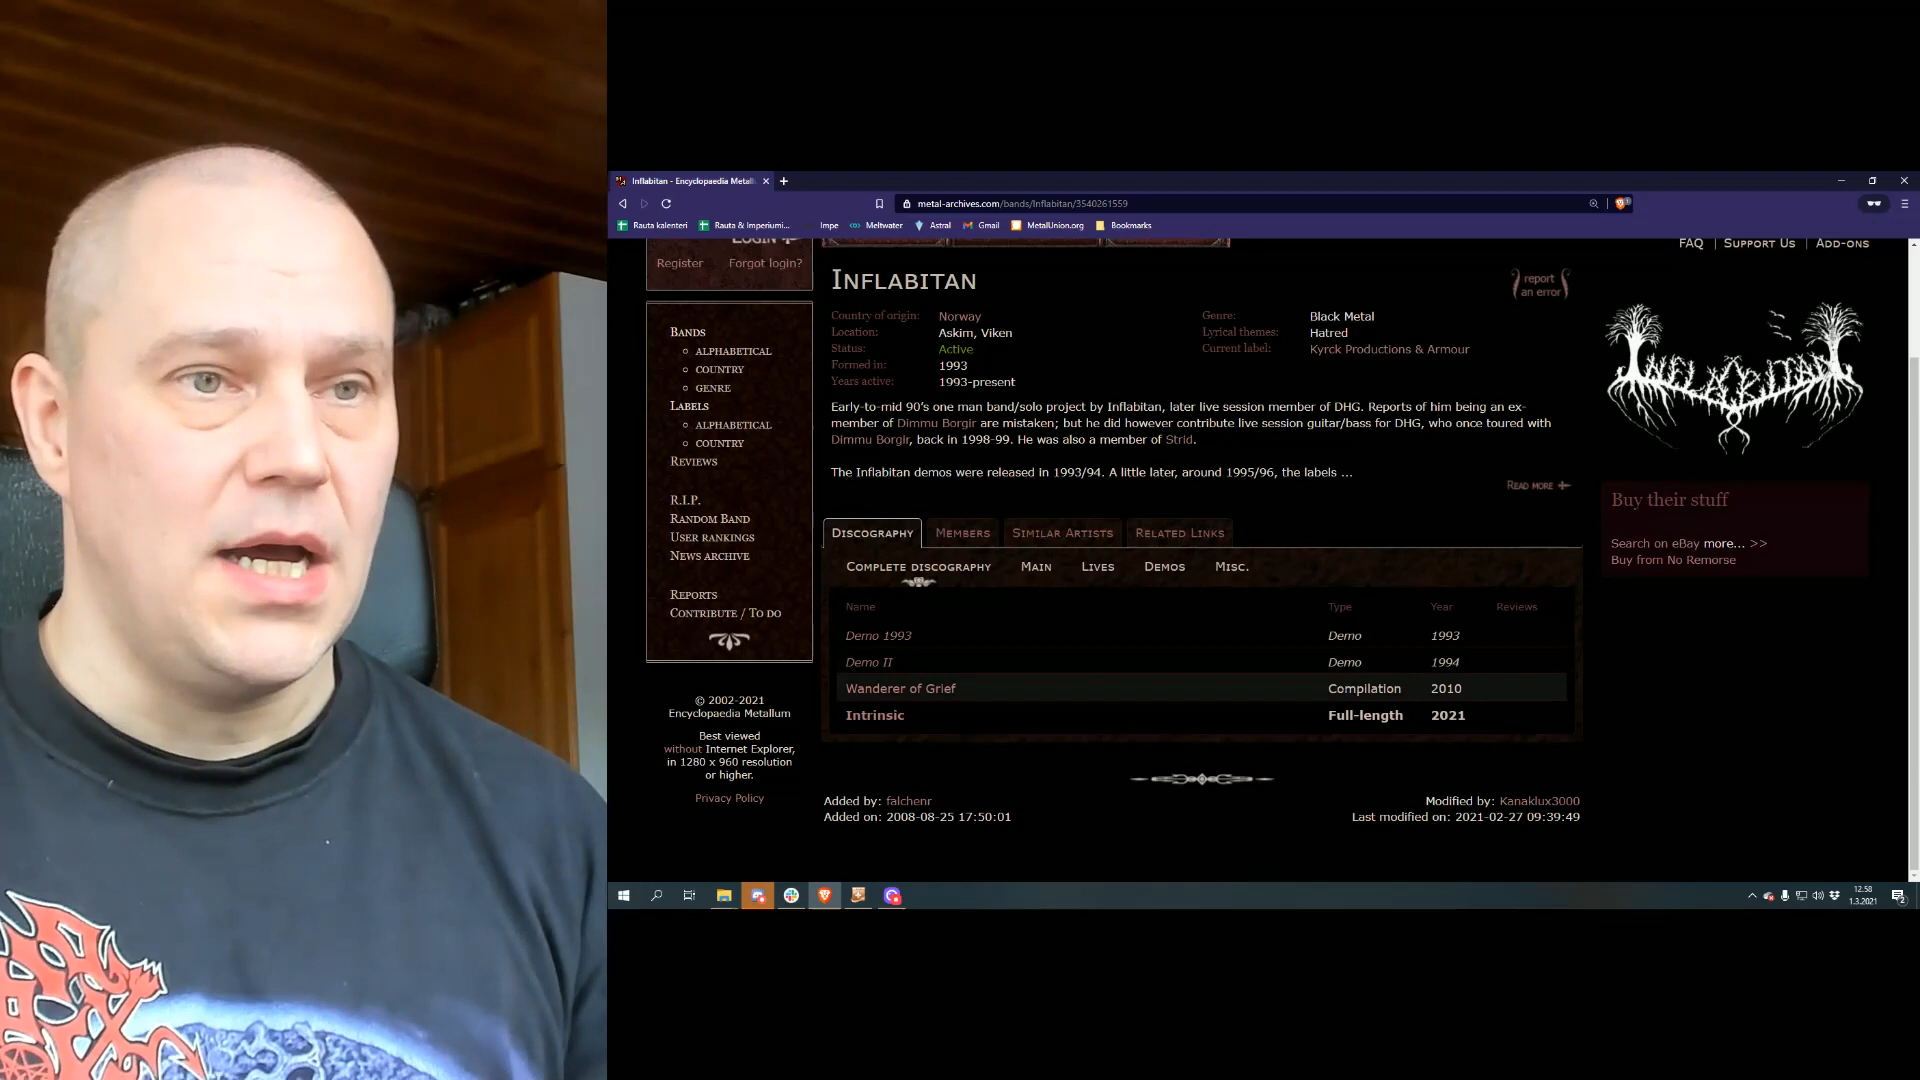 Inflabitan - Encyclopaedia Metall
metal-archives.com/bands/Inflabitan/3540261559
Rauta kalenteri
Rauta & Imperiumi...
Impe
Meltwater
Astral
Gmail
MetalUnion.org
Bookmarks
LOGIN
Register
Forgot login?
FAQ | SUPPORT US | ADD-ONS
BANDS
ALPHABETICAL
COUNTRY
GENRE
LABELS
ALPHABETICAL
COUNTRY
REVIEWS
R.I.P.
RANDOM BAND
USER RANKINGS
NEWS ARCHIVE
REPORTS
CONTRIBUTE / TO DO
© 2002-2021
Encyclopaedia Metallum
Best viewed
without Internet Explorer,
in 1280 x 960 resolution
or higher.
Privacy Policy
INFLABITAN
report
an error
Country of origin: Norway
Location: Askim, Viken
Status: Active
Formed in: 1993
Years active: 1993-present
Genre: Black Metal
Lyrical themes: Hatred
Current label: Kyrck Productions & Armour
Early-to-mid 90's one man band/solo project by Inflabitan, later live session member of DHG. Reports of him being an ex-
member of Dimmu Borgir are mistaken; but he did however contribute live session guitar/bass for DHG, who once toured with
Dimmu Borgir, back in 1998-99. He was also a member of Strid.
The Inflabitan demos were released in 1993/94. A little later, around 1995/96, the labels ...
READ MORE
DISCOGRAPHY
MEMBERS
SIMILAR ARTISTS
RELATED LINKS
COMPLETE DISCOGRAPHY
MAIN
LIVES
DEMOS
MISC.
Name Type Year Reviews
Demo 1993 Demo 1993
Demo II Demo 1994
Wanderer of Grief Compilation 2010
Intrinsic Full-length 2021
Added by: falchenr
Added on: 2008-08-25 17:50:01
Modified by: Kanaklux3000
Last modified on: 2021-02-27 09:39:49
INFLABITAN
Buy their stuff
Search on eBay more... >>
Buy from No Remorse
12.58
1.3.2021